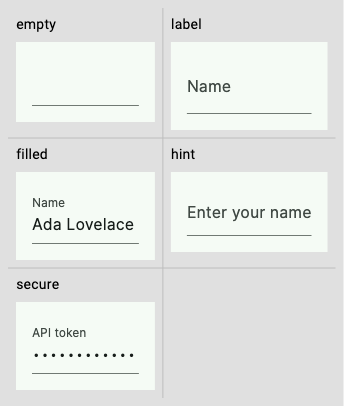 empty
label
Name
filled
Name
Ada Lovelace
hint
Enter your name
secure
API token
••••••••••••